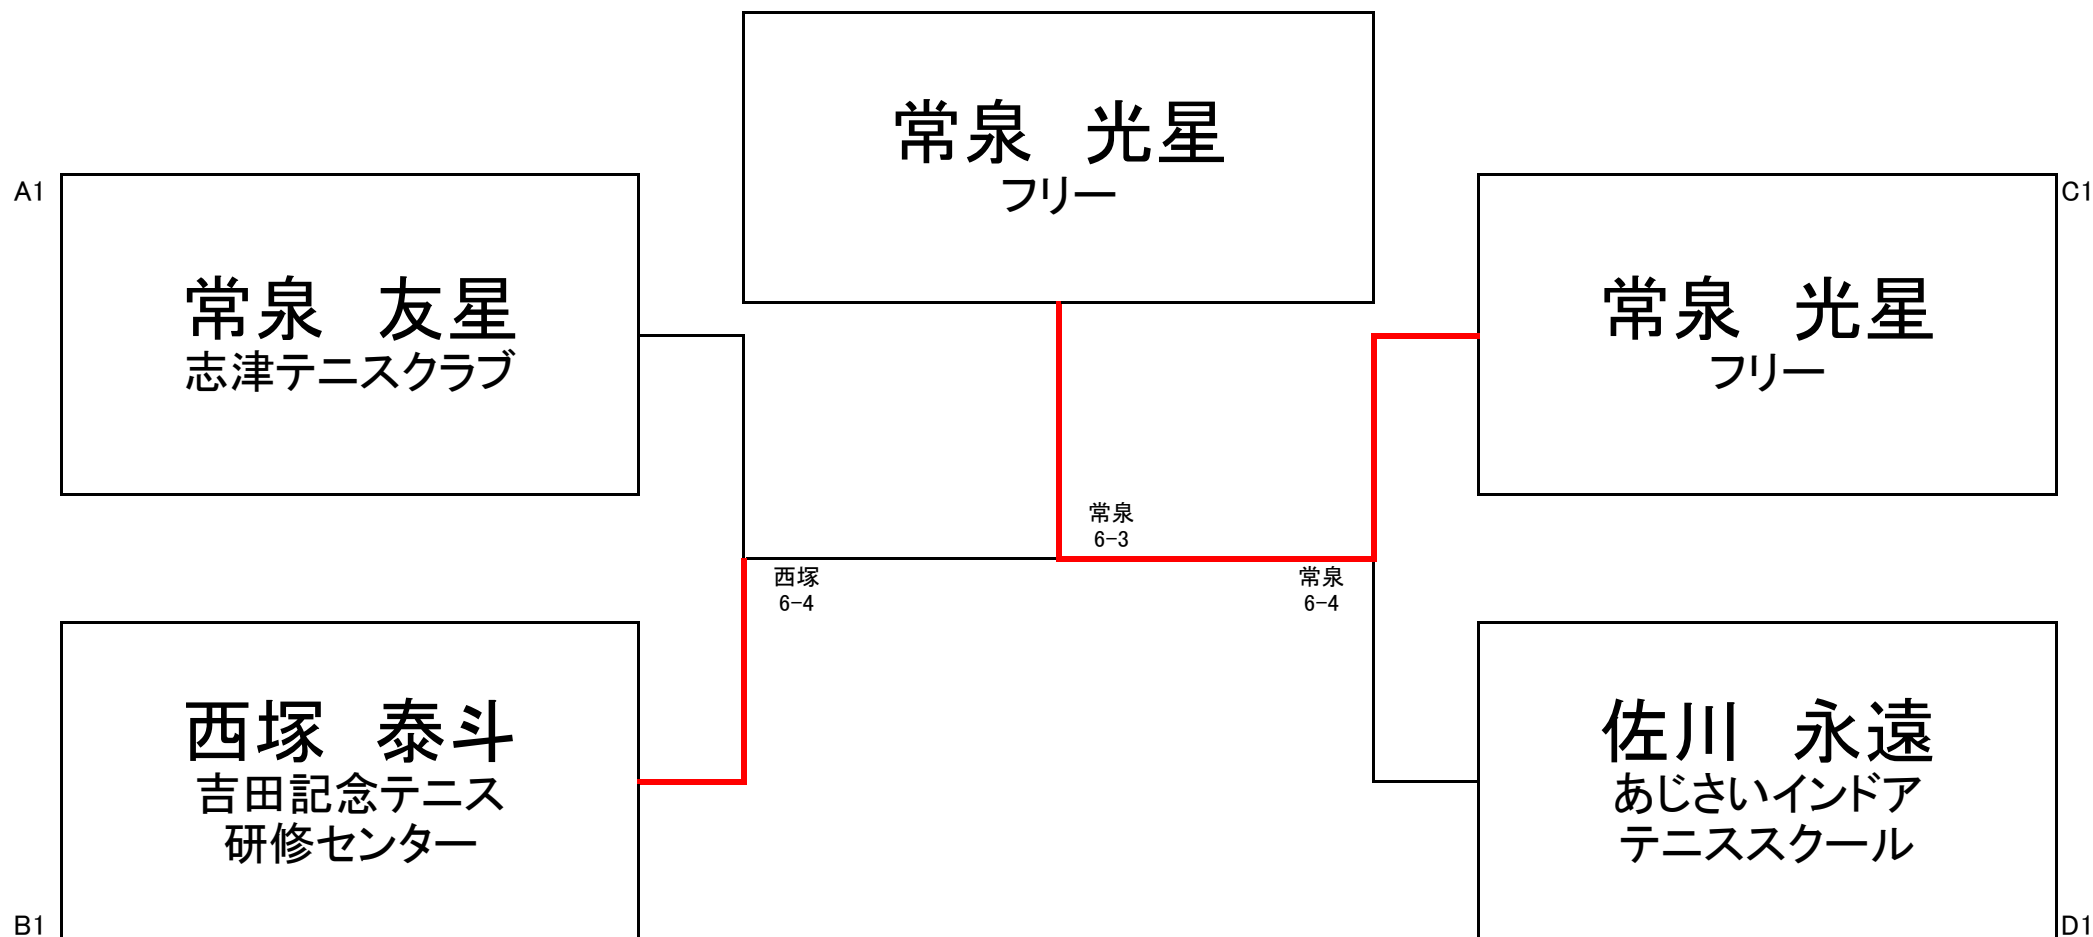 常泉　光星
フリー
A1
常泉　友星
志津テニスクラブ
C1
常泉　光星
フリー
常泉
6-3
西塚
6-4
常泉
6-4
西塚　泰斗
吉田記念テニス
研修センター
B1
佐川　永遠
あじさいインドア
テニススクール
D1